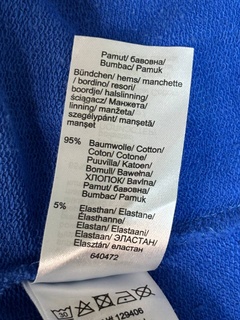 Pamut/ бавовна/
Bumbac/ Pamuk
Bündchen/ hems/ manchette
/ bordino/ resori/
boordje/ halslinning/
ściągacz/ Манжета/
linning/ manžeta/
szegélypánt/ manșetă/
manşet
95% Baumwolle/ Cotton/
Coton/ Cotone/
Puuvilla/ Katoen/
Bomull/ Bawełna/
ХЛОПОК/ Bavlna/
Pamut/ бавовна/
Bumbac/ Pamuk
5% Elasthan/ Elastane/
Élasthanne/ Elastan/
Elastan/ Elastaani/
Elastaan/ ЭЛАСТАН/
Elasztán/ еластан
640472
30
129406